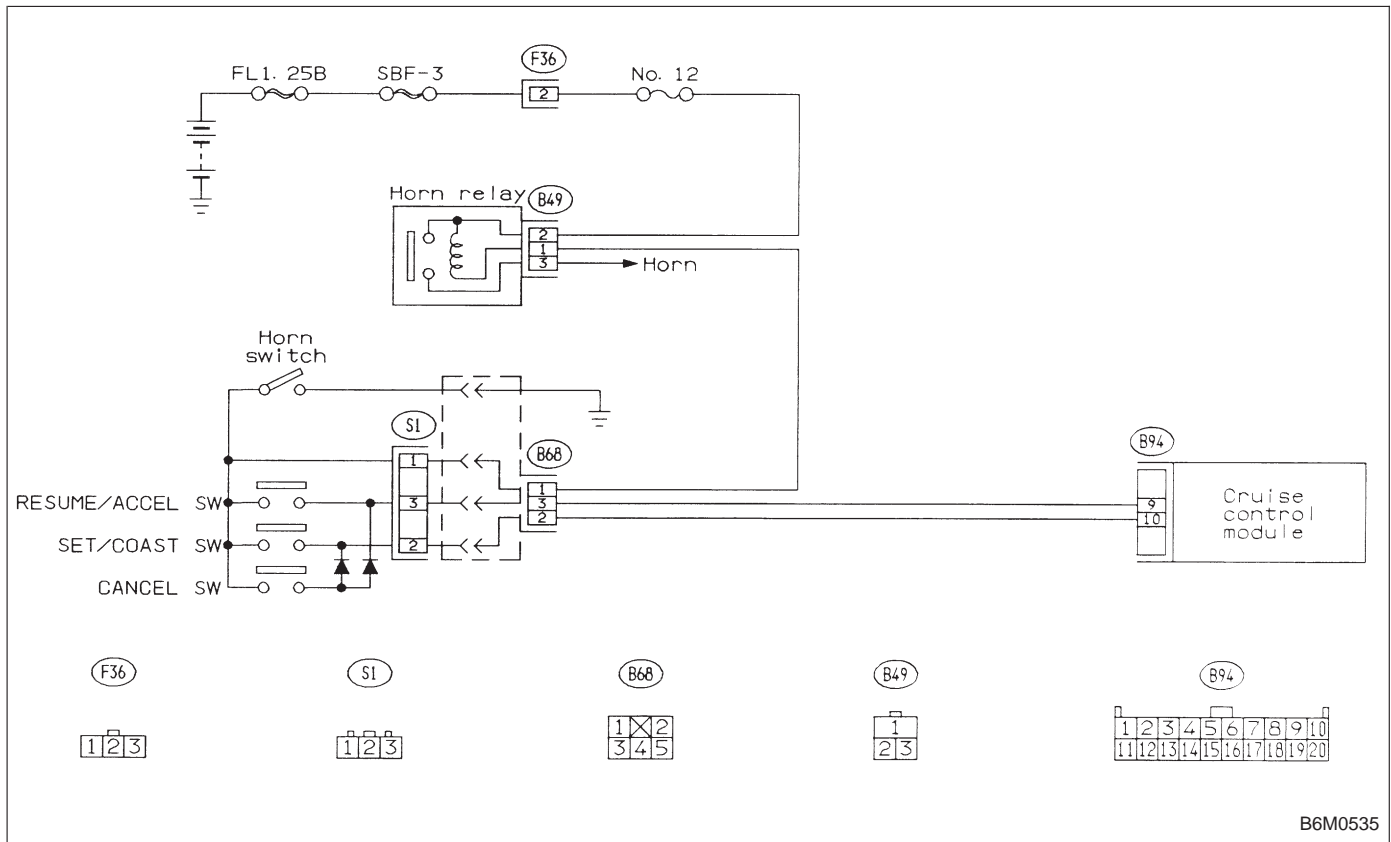 F36
FL1. 25B SBF-3 No. 12
2
Horn relay B49
2
1
3
Horn
Horn
switch
S1
B68
B94
1
RESUME/ACCEL SW 3
SET/COAST SW 2
CANCEL SW
1
3
2
9
10
Cruise
control
module
F36 S1 B68 B49 B94
1 2 3
1 2 3
1 2
3 4 5
1
2 3
1 2 3 4 5 6 7 8 9 10
11 12 13 14 15 16 17 18 19 20
B6M0535